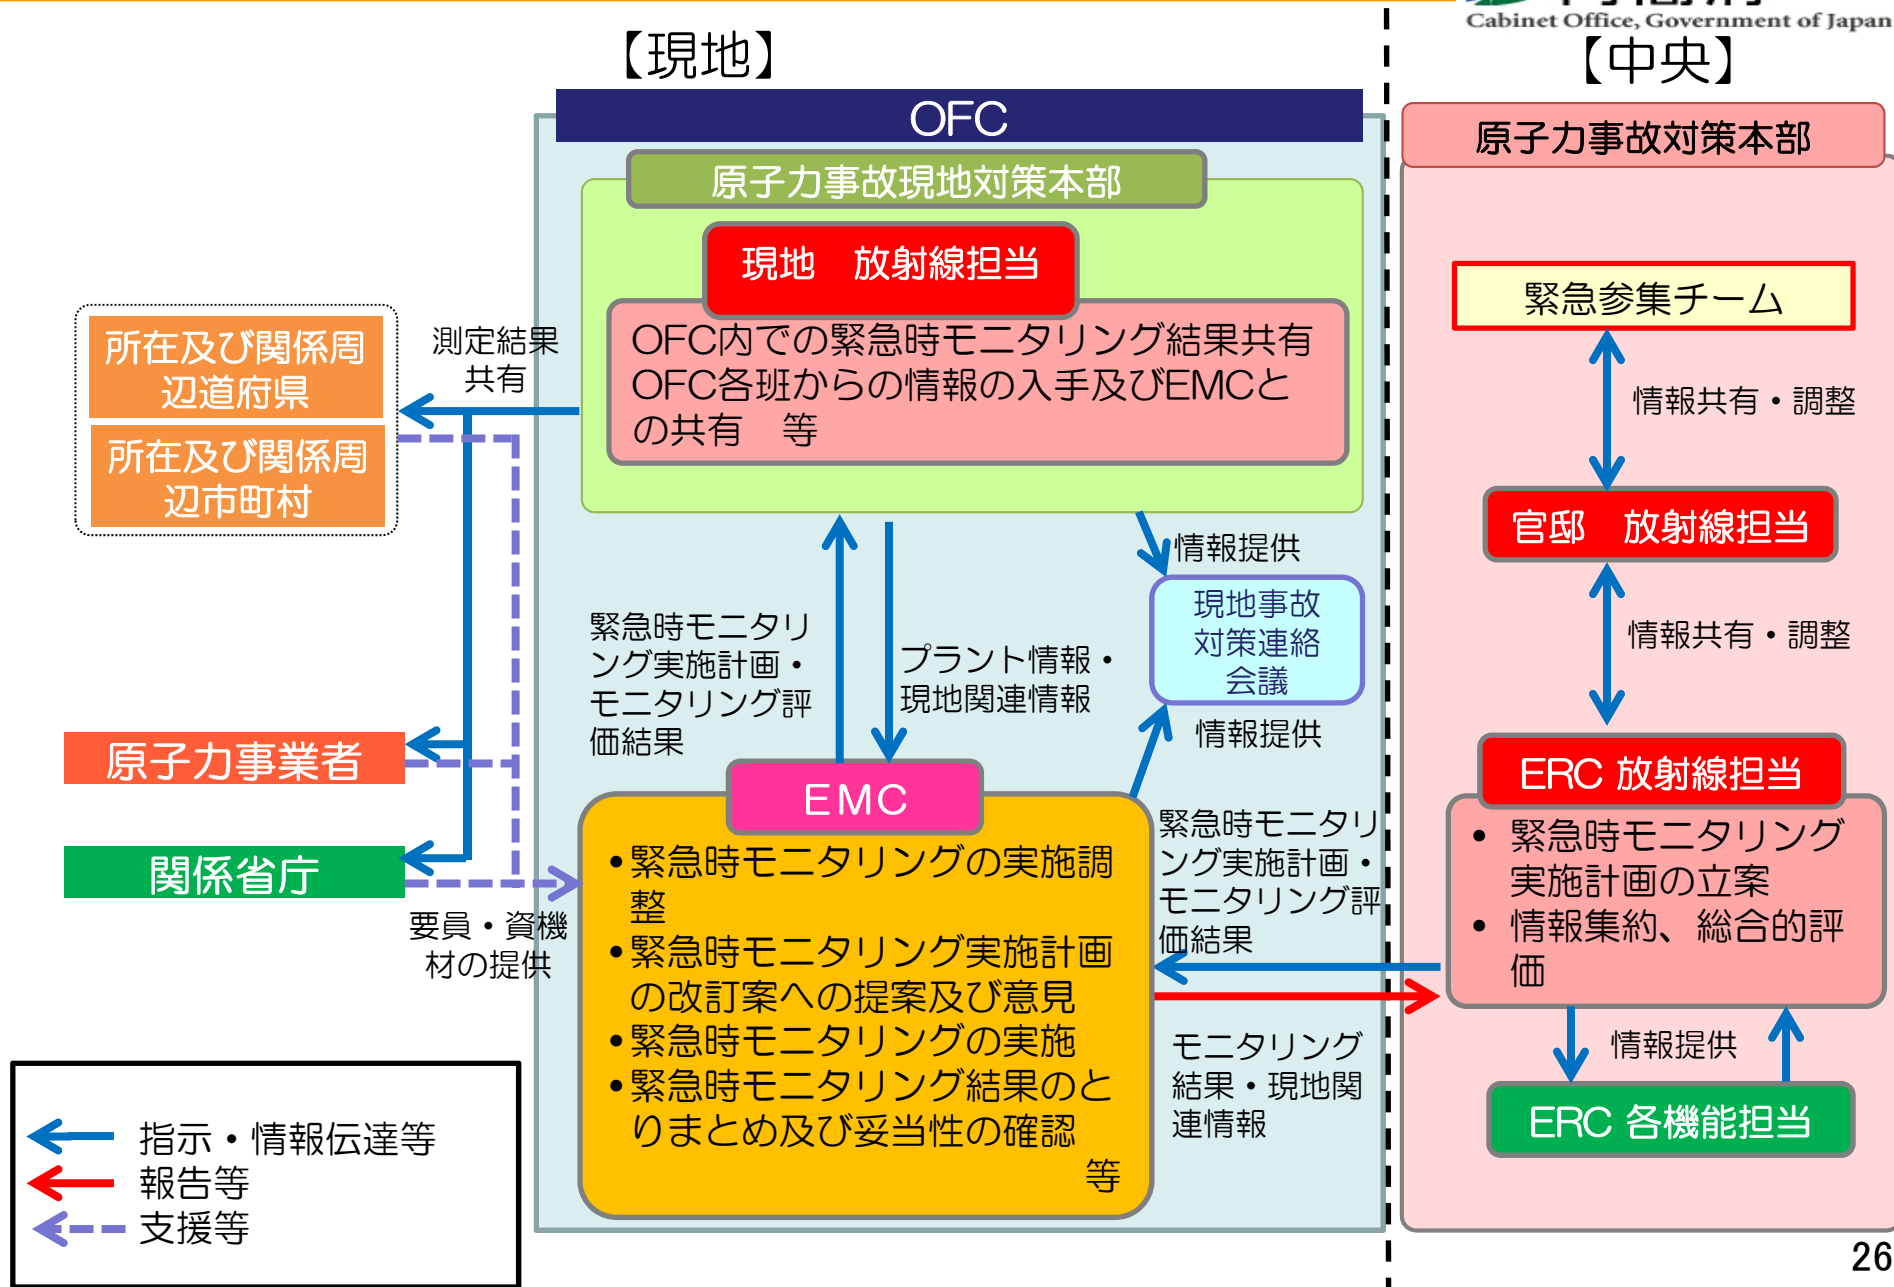 Cabinet Office, Government of Japan
【現地】
【中央】
OFC
原子力事故対策本部
原子力事故現地対策本部
現地 放射線担当
OFC内での緊急時モニタリング結果共有
OFC各班からの情報の入手及びEMCと
の共有 等
緊急参集チーム
測定結果
共有
所在及び関係周
辺道府県
所在及び関係周
辺市町村
情報共有・調整
官邸 放射線担当
情報提供
現地事故
対策連絡
会議
情報提供
緊急時モニタリ
ング実施計画・
モニタリング評
価結果
プラント情報・
現地関連情報
情報共有・調整
原子力事業者
関係省庁
要員・資機
材の提供
EMC
•緊急時モニタリングの実施調
整
•緊急時モニタリング実施計画
の改訂案への提案及び意見
•緊急時モニタリングの実施
•緊急時モニタリング結果のと
りまとめ及び妥当性の確認
等
緊急時モニタリ
ング実施計画・
モニタリング評
価結果
モニタリング
結果・現地関
連情報
ERC 放射線担当
• 緊急時モニタリング
実施計画の立案
• 情報集約、総合的評
価
情報提供
ERC 各機能担当
指示・情報伝達等
報告等
支援等
26